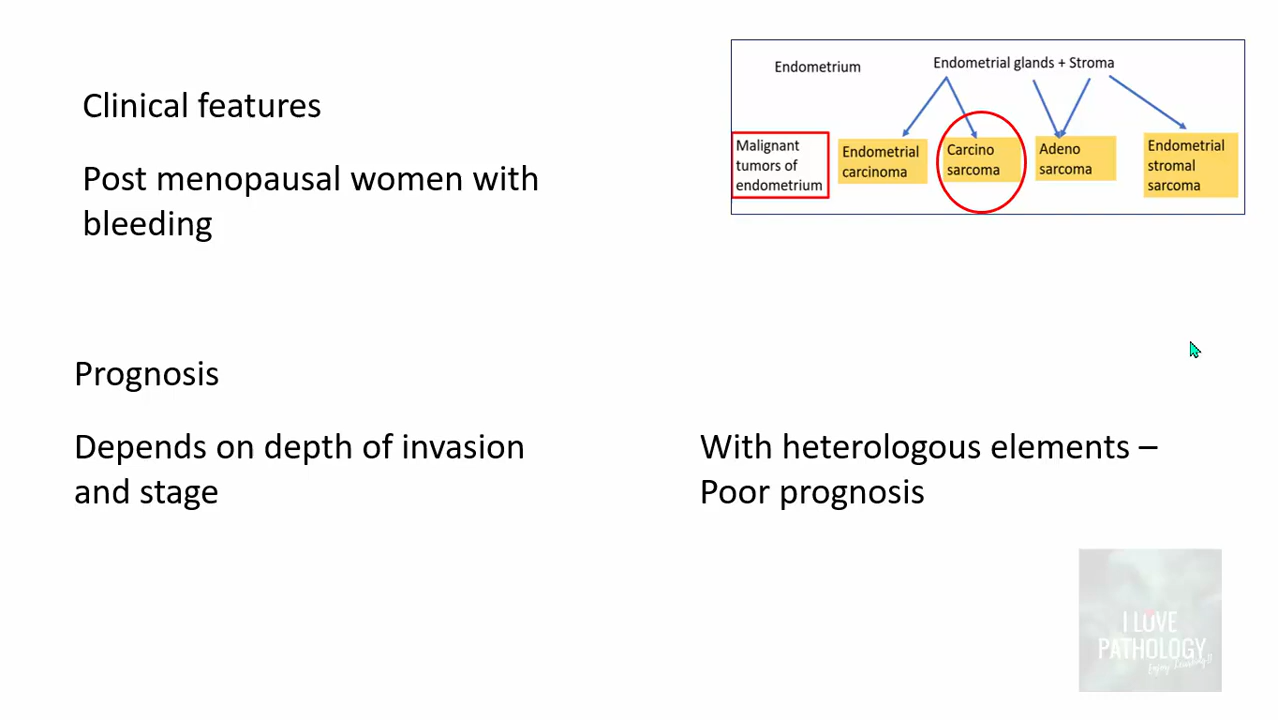 Clinical features
Post menopausal women with
bleeding
Endometrium
Endometrial glands + Stroma
Malignant
tumors of
endometrium
Endometrial
carcinoma
Carcino
sarcoma
Adeno
sarcoma
Endometrial
stromal
sarcoma
Prognosis
Depends on depth of invasion
and stage
With heterologous elements –
Poor prognosis
I LOVE
PATHOLOGY
Enjoy Learning!!